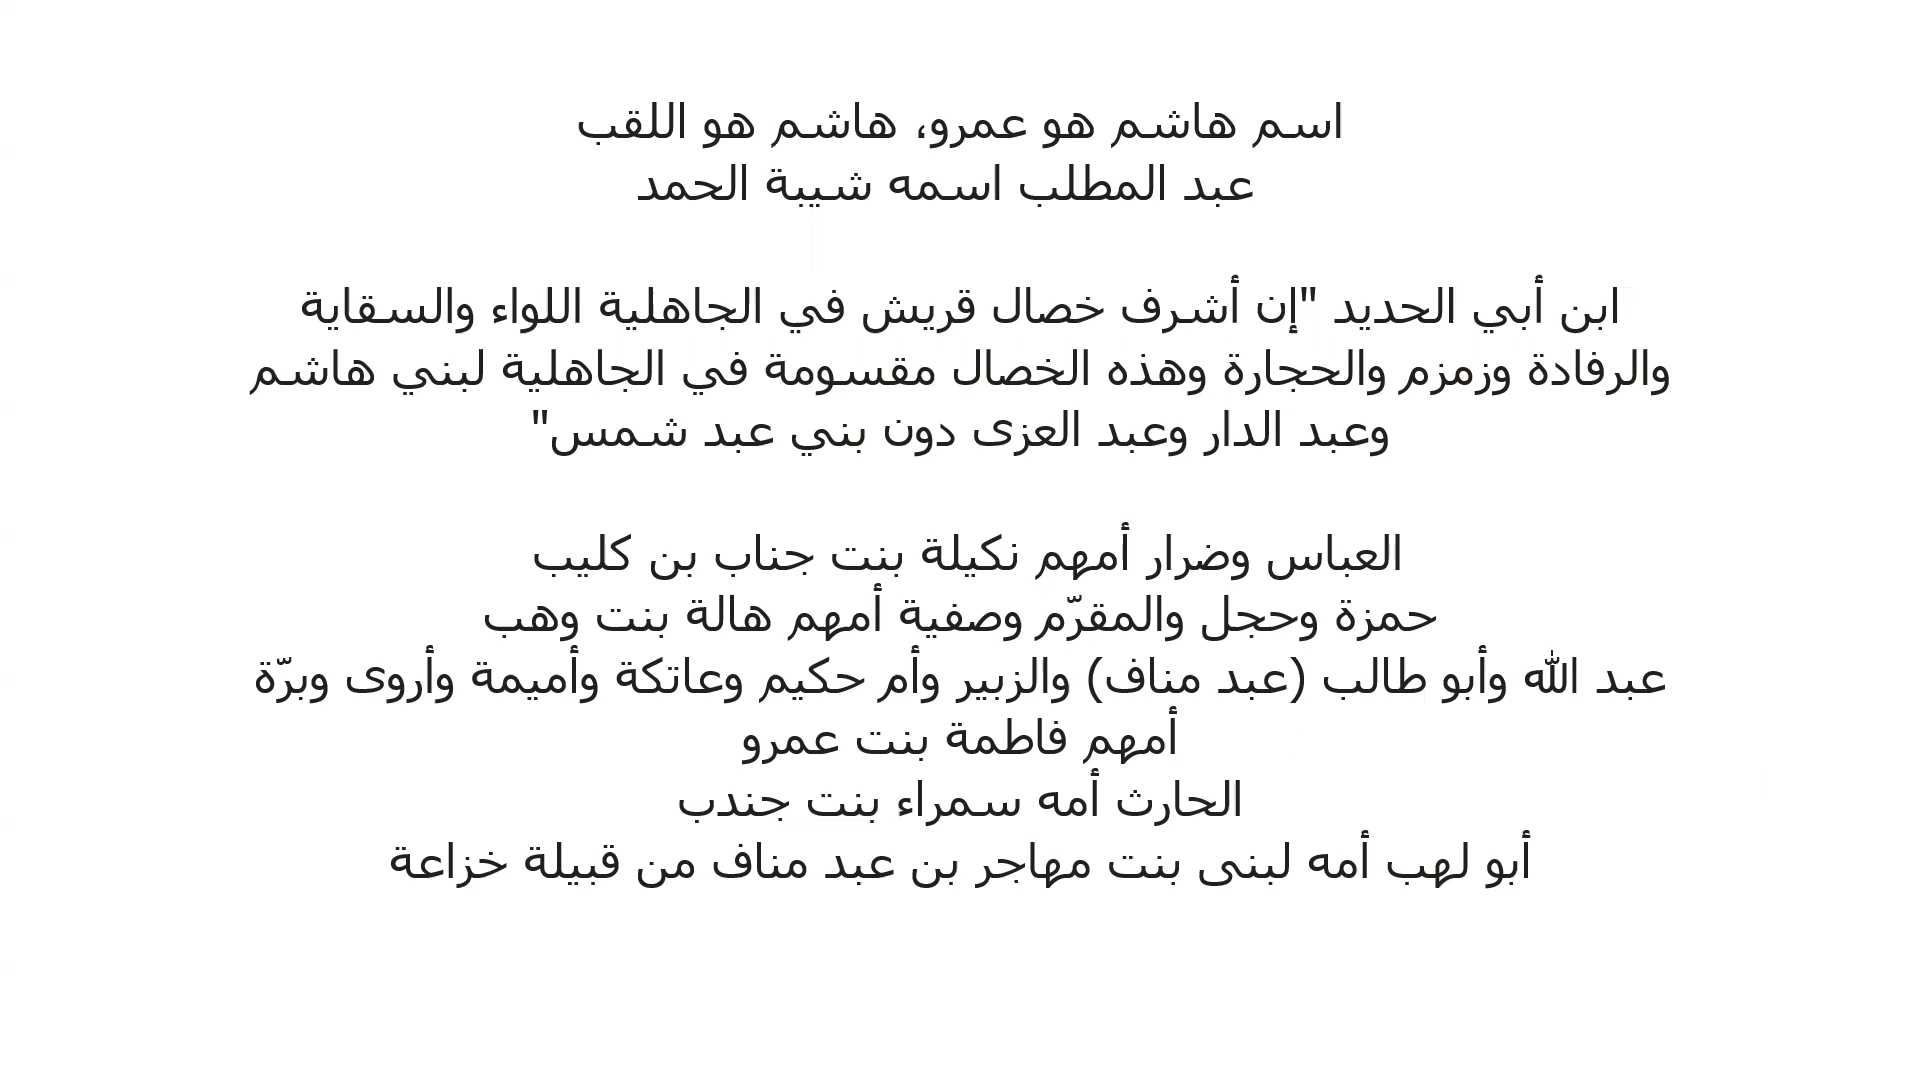 اسم هاشم هو عمرو، هاشم هو اللقب
عبد المطلب اسمه شيبة الحمد
ابن أبي الحديد "إن أشرف خصال قريش في الجاهلية اللواء والسقاية
والرفادة وزمزم والحجارة وهذه الخصال مقسومة في الجاهلية لبني هاشم
وعبد الدار وعبد العزى دون بني عبد شمس"
العباس وضرار أمهم نكيلة بنت جناب بن كليب
حمزة وحجل والمقرّم وصفية أمهم هالة بنت وهب
عبد الله وأبو طالب (عبد مناف) والزبير وأم حكيم وعاتكة وأميمة وأروى وبرّة
أمهم فاطمة بنت عمرو
الحارث أمه سمراء بنت جندب
أبو لهب أمه لبنى بنت مهاجر بن عبد مناف من قبيلة خزاعة